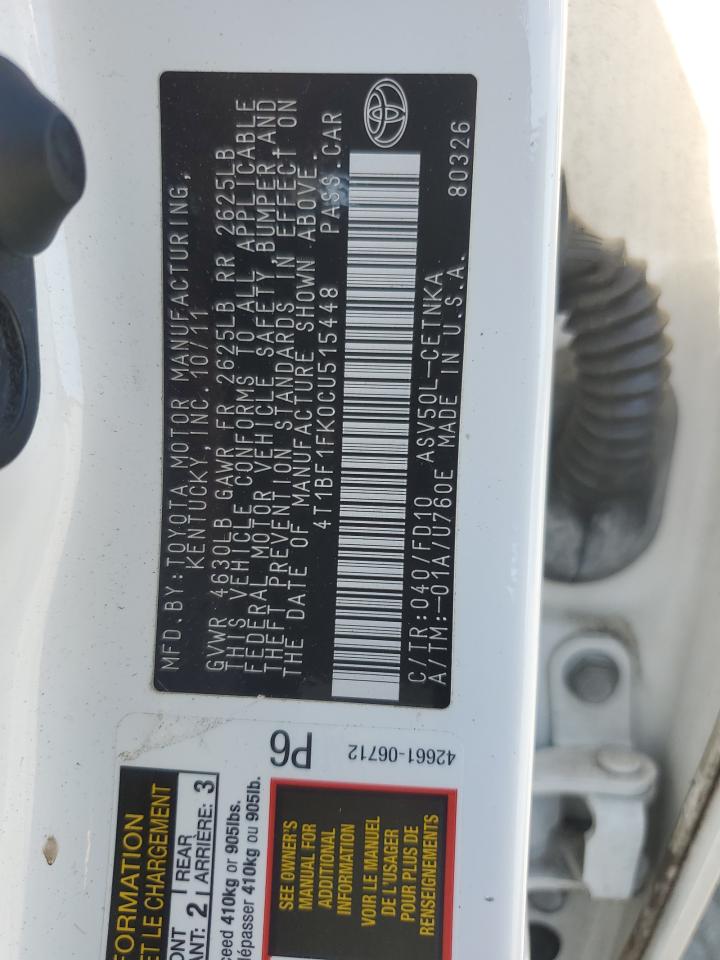 MFD.BY:TOYOTA MOTOR MANUFACTURING,
KENTUCKY, INC. 10/11
GVWR 4630LB GAWR FR 2625LB RR 2625LB
THIS VEHICLE CONFORMS TO ALL APPLICABLE
FEDERAL MOTOR VEHICLE SAFETY, BUMPER AND
THEFT PREVENTION STANDARDS IN EFFECT ON
THE DATE OF MANUFACTURE SHOWN ABOVE.
4T1BF1FK0CU515448 PASS.CAR
C/TR:040/FD10 ASV50L-CETNKA
A/TM:-01A/U760E MADE IN U.S.A. 80326
P6
42661-06712
FORMATION
ET LE CHARGEMENT
ONT
ANT: 2
REAR
ARRIÈRE: 3
ceed 410kg or 905lbs.
dépasser 410kg ou 905lb.
SEE OWNER'S
MANUAL FOR
ADDITIONAL
INFORMATION
VOIR LE MANUEL
DE L'USAGER
POUR PLUS DE
RENSEIGNEMENTS